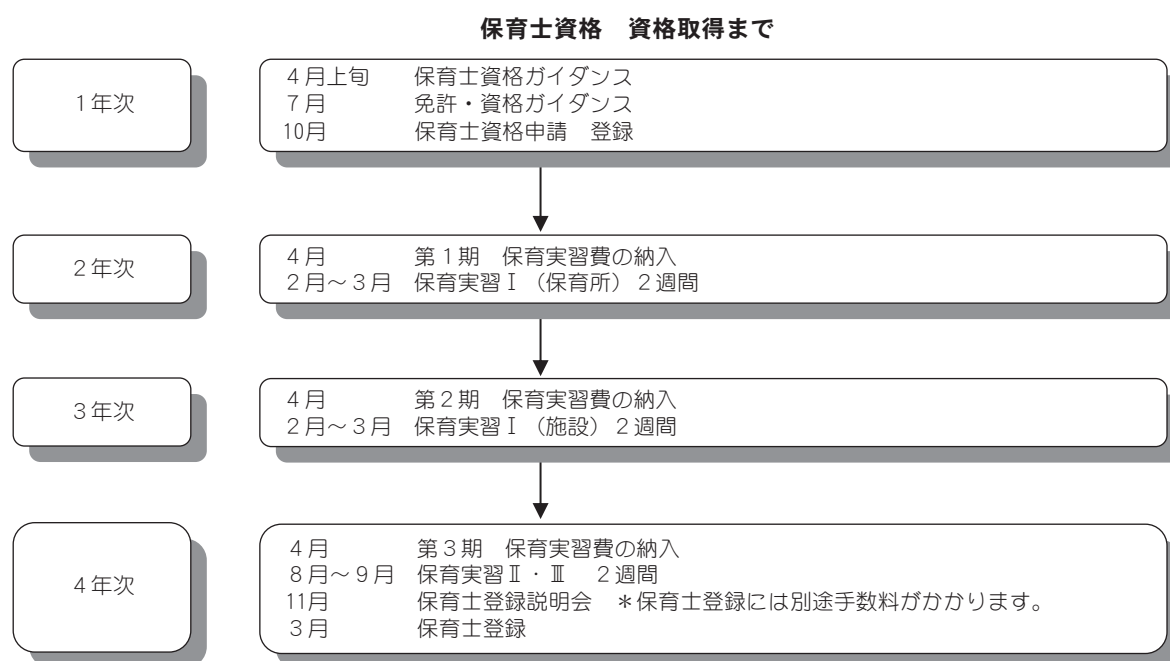 保育士資格　資格取得まで
１年次
４月上旬　　保育士資格ガイダンス
７月　　　　免許・資格ガイダンス
10月　　　　保育士資格申請　登録
２年次
４月　　　　第１期　保育実習費の納入
２月～３月　保育実習Ⅰ（保育所）２週間
３年次
４月　　　　第２期　保育実習費の納入
２月～３月　保育実習Ⅰ（施設）２週間
４年次
４月　　　　第３期　保育実習費の納入
８月～９月　保育実習Ⅱ・Ⅲ　２週間
11月　　　　保育士登録説明会　＊保育士登録には別途手数料がかかります。
３月　　　　保育士登録